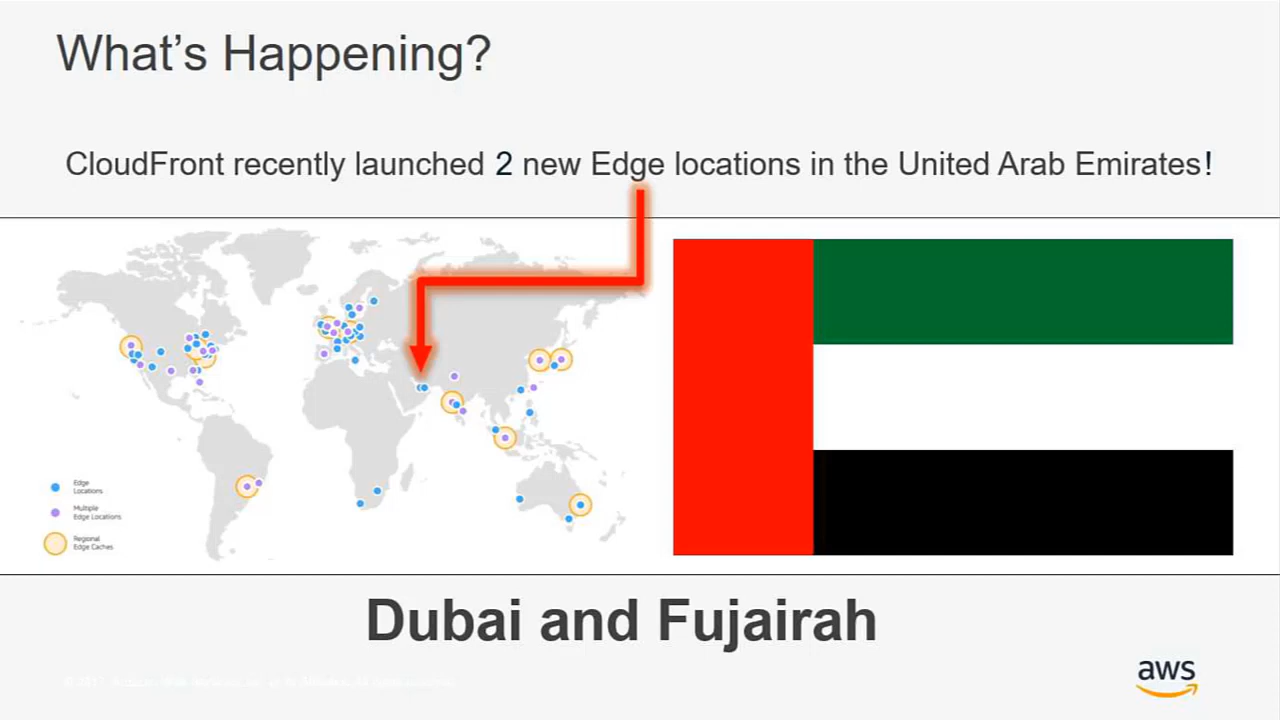 What's Happening?
CloudFront recently launched 2 new Edge locations in the United Arab Emirates!
Edge
Locations
Multiple
Edge Locations
Regional
Edge Caches
Dubai and Fujairah
aws